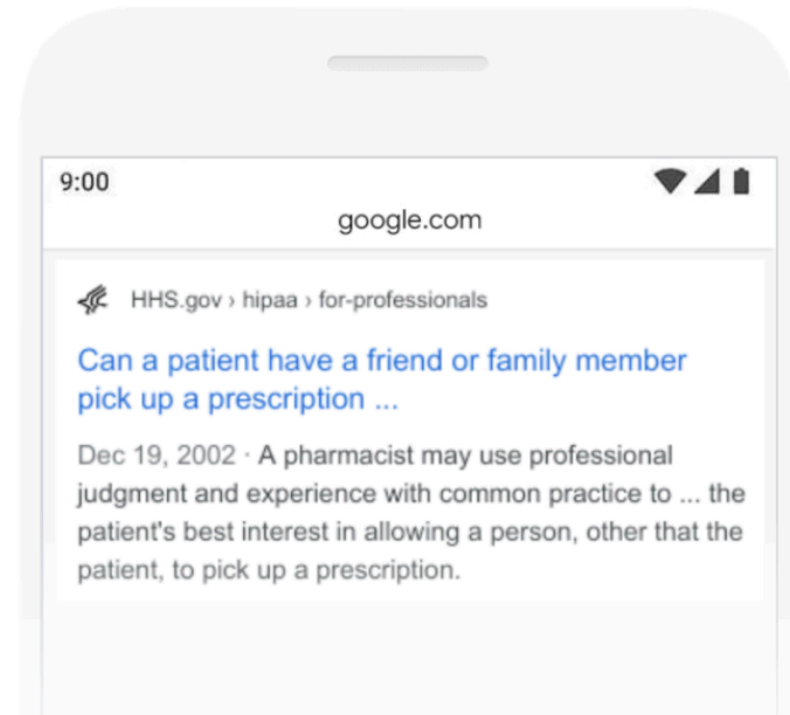 9:00
google.com
HHS.gov › hipaa › for-professionals
Can a patient have a friend or family member
pick up a prescription ...
Dec 19, 2002 · A pharmacist may use professional
judgment and experience with common practice to ... the
patient's best interest in allowing a person, other that the
patient, to pick up a prescription.